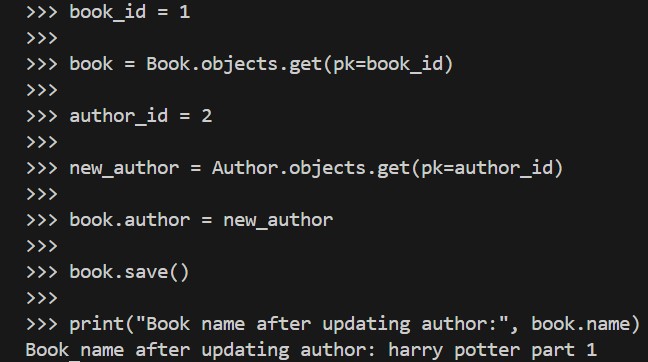 >>> book_id = 1
>>>
>>> book = Book.objects.get(pk=book_id)
>>>
>>> author_id = 2
>>>
>>> new_author = Author.objects.get(pk=author_id)
>>>
>>> book.author = new_author
>>>
>>> book.save()
>>>
>>> print("Book name after updating author:", book.name)
Book name after updating author: harry potter part 1